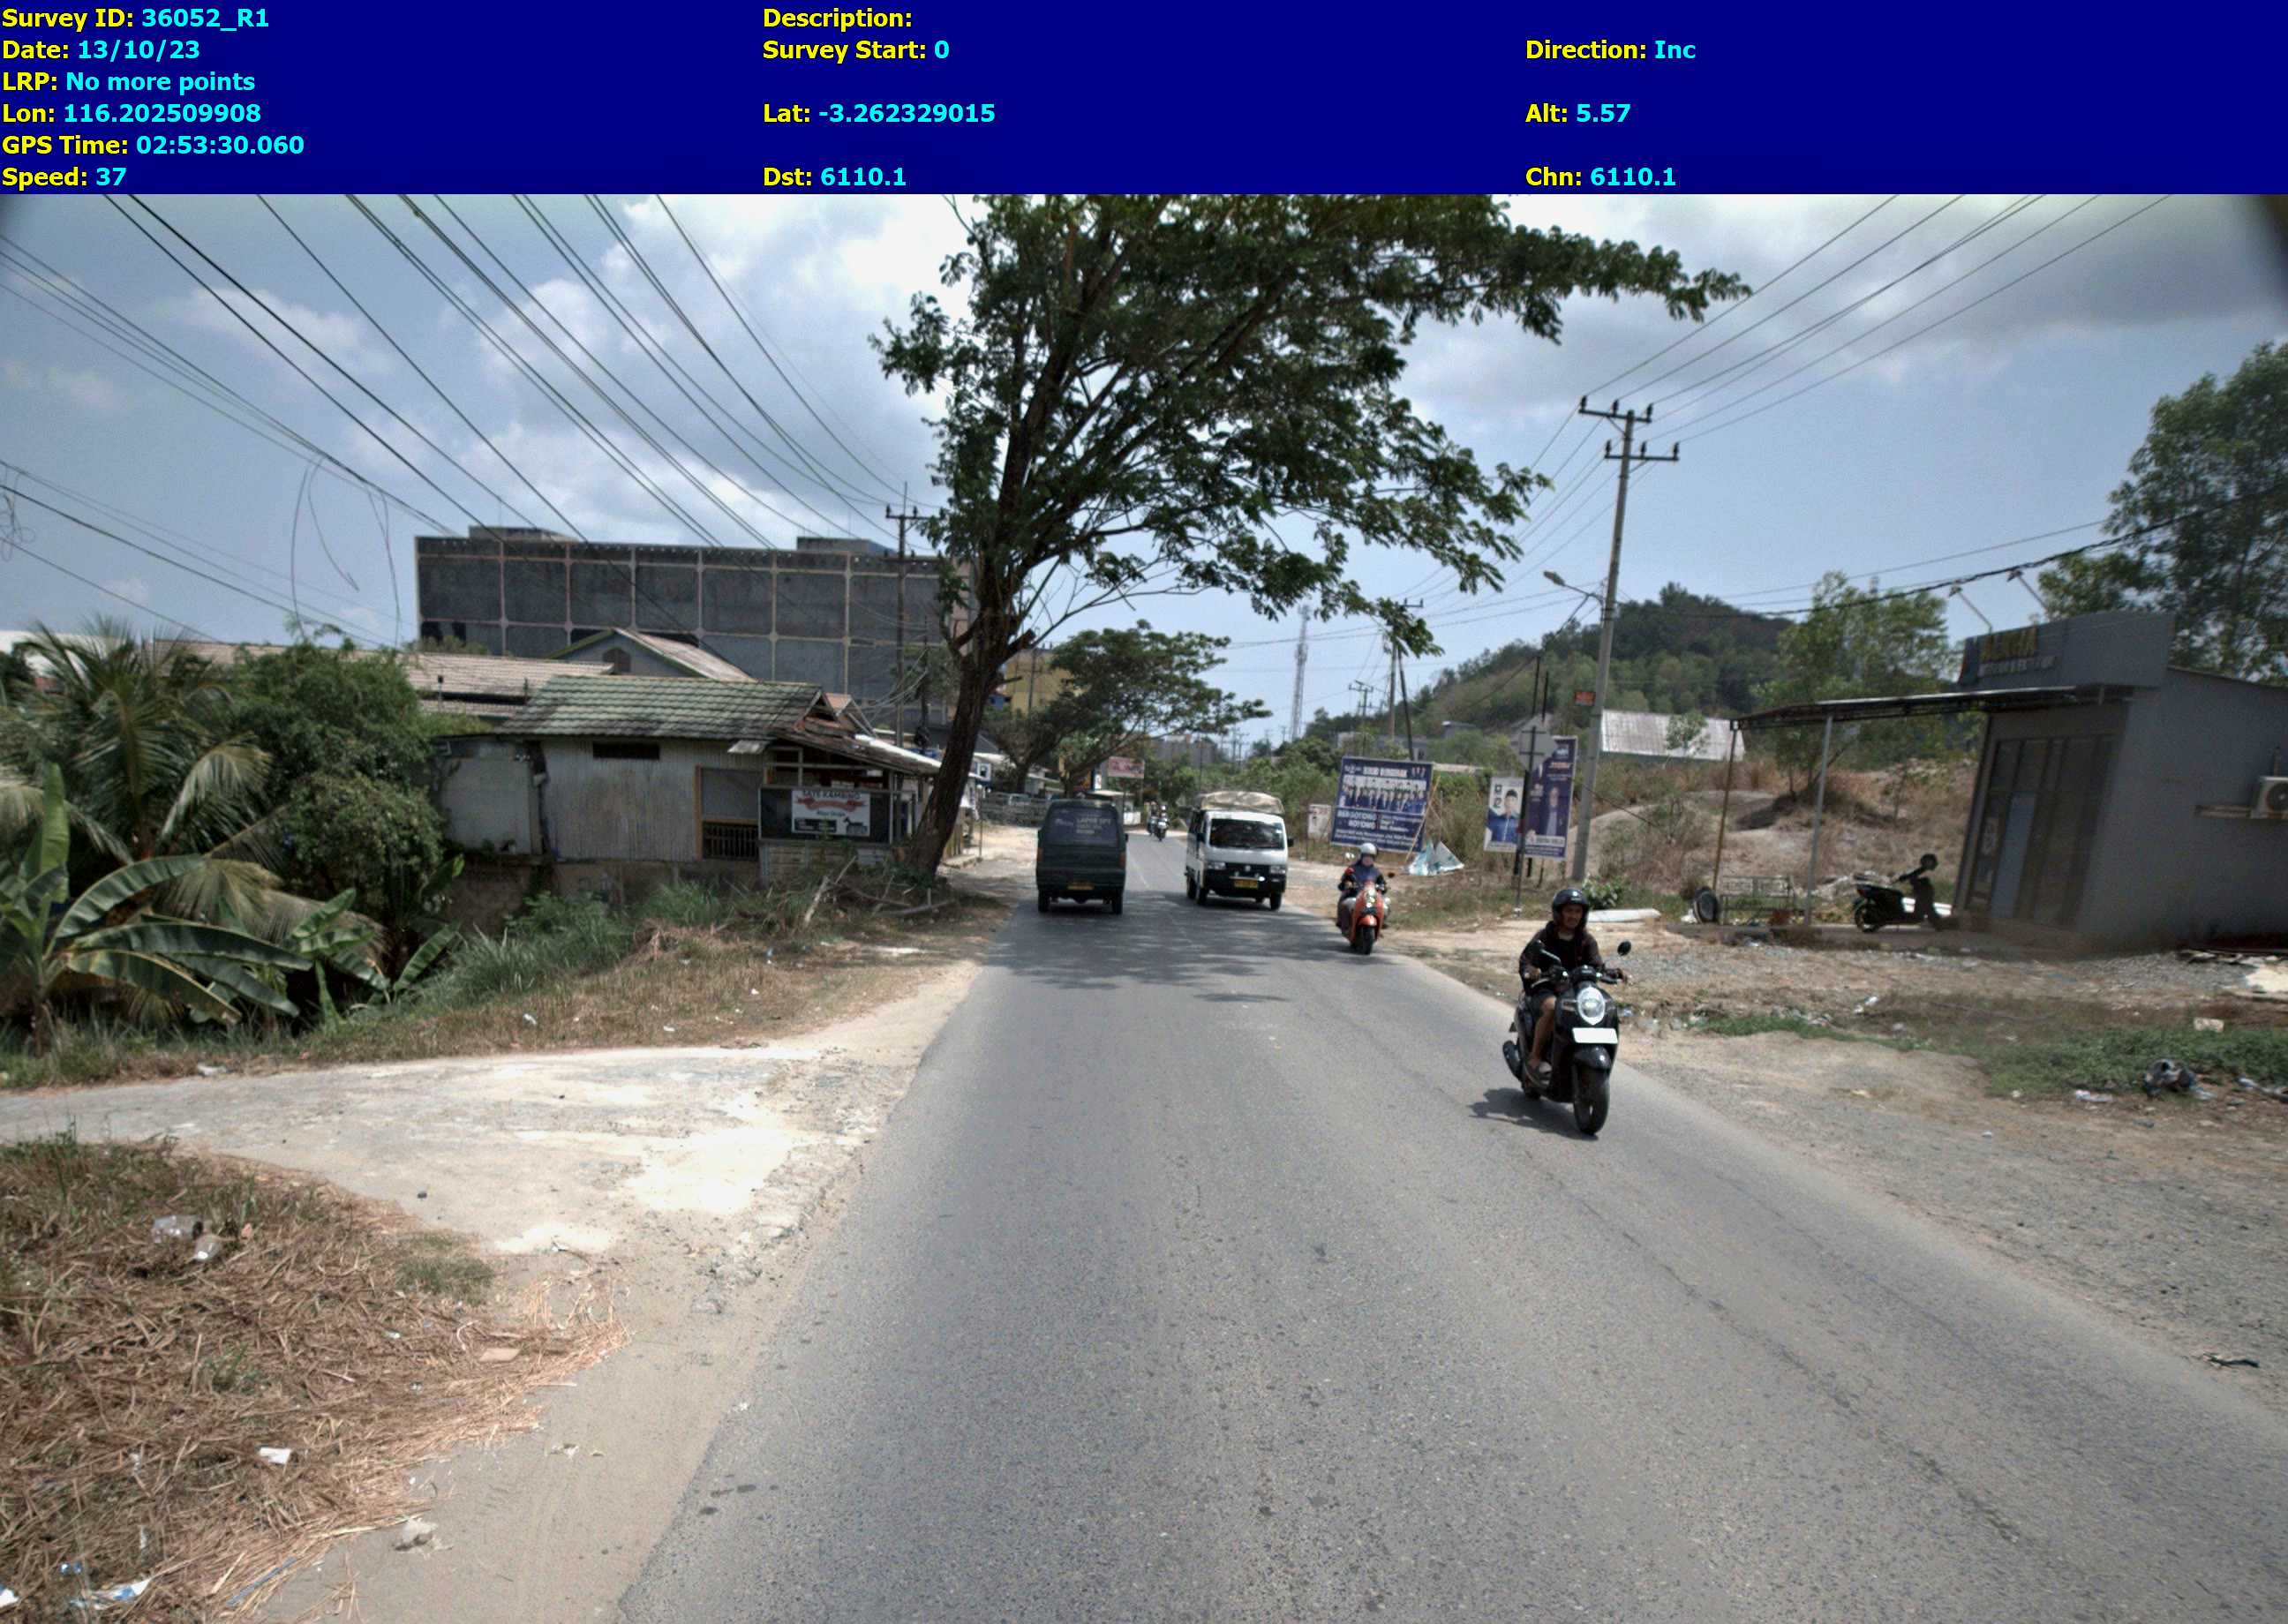 Survey ID: 36052_R1
Description:
Date: 13/10/23
Survey Start: 0
Direction: Inc
LRP: No more points
Lon: 116.202509908
Lat: -3.262329015
Alt: 5.57
GPS Time: 02:53:30.060
Speed: 37
Dst: 6110.1
Chn: 6110.1
SATE KAMBING